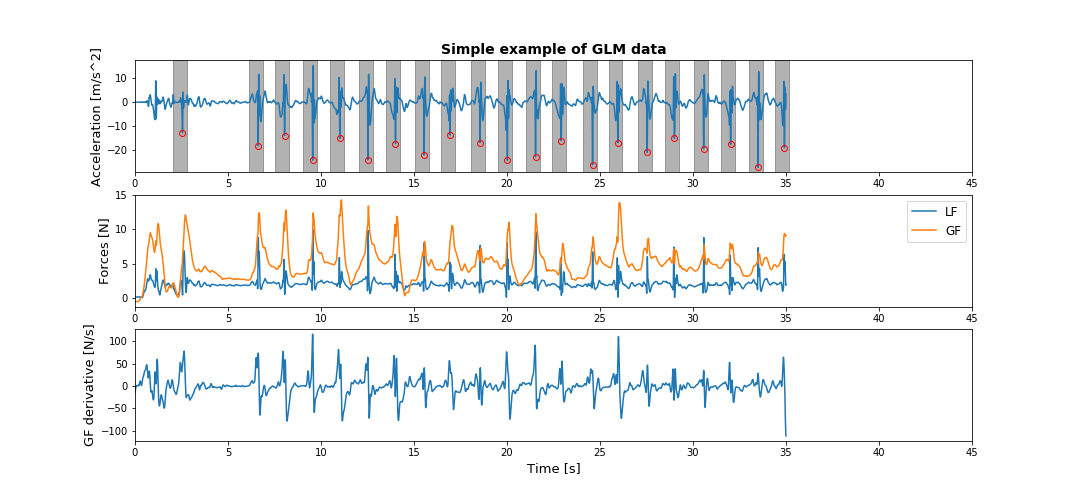 Simple example of GLM data
Acceleration [m/s^2]
10
0
−10
−20
0 5 10 15 20 25 30 35 40 45
Forces [N]
15
10
5
0
LF
GF
0 5 10 15 20 25 30 35 40 45
GF derivative [N/s]
100
50
0
−50
−100
0 5 10 15 20 25 30 35 40 45
Time [s]